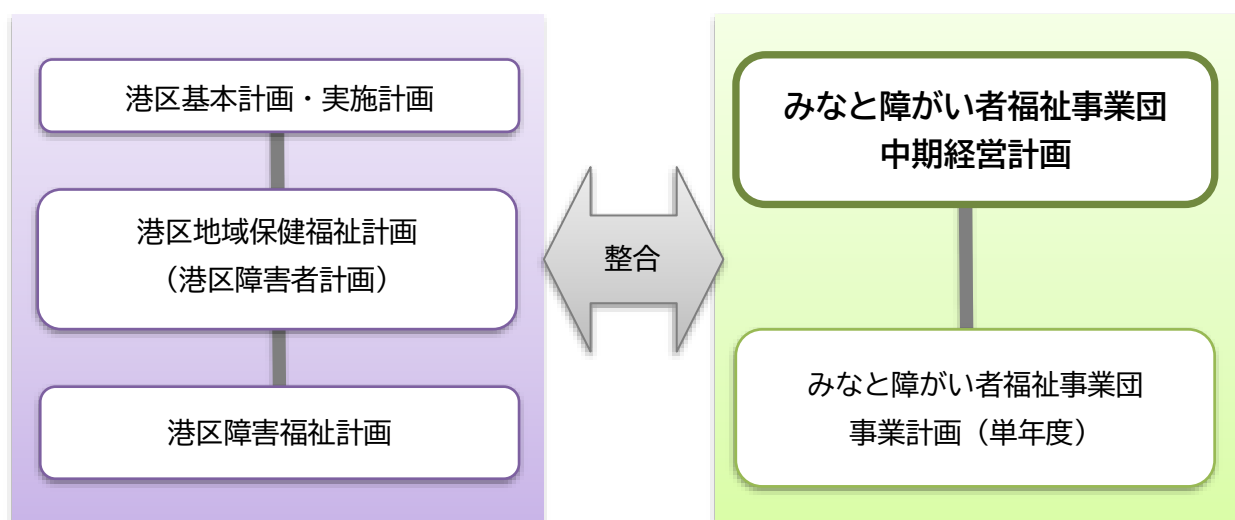 港区基本計画・実施計画
港区地域保健福祉計画
（港区障害者計画）
港区障害福祉計画
整合
みなと障がい者福祉事業団
中期経営計画
みなと障がい者福祉事業団
事業計画（単年度）